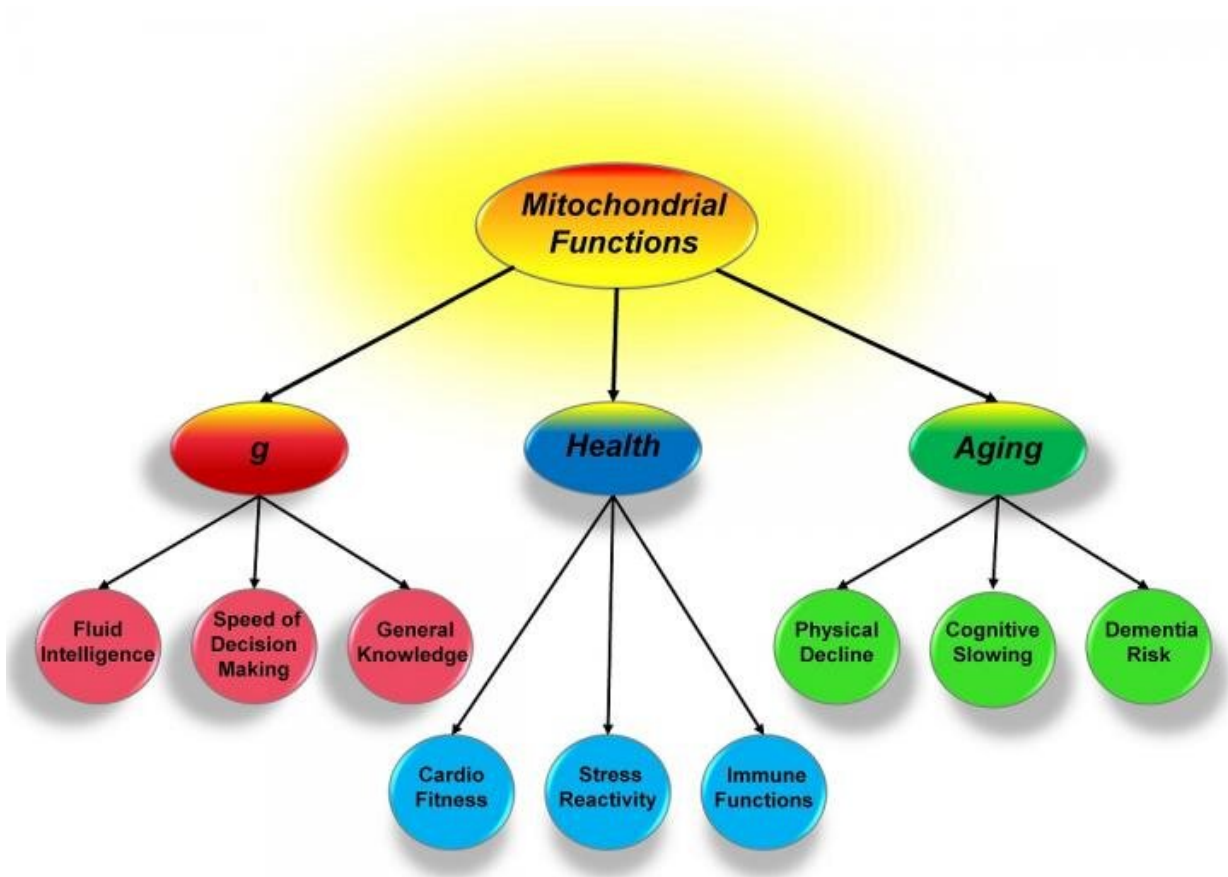 Mitochondrial
Functions
g
Health
Aging
Fluid
Intelligence
Speed of
Decision
Making
General
Knowledge
Physical
Decline
Cognitive
Slowing
Dementia
Risk
Cardio
Fitness
Stress
Reactivity
Immune
Functions